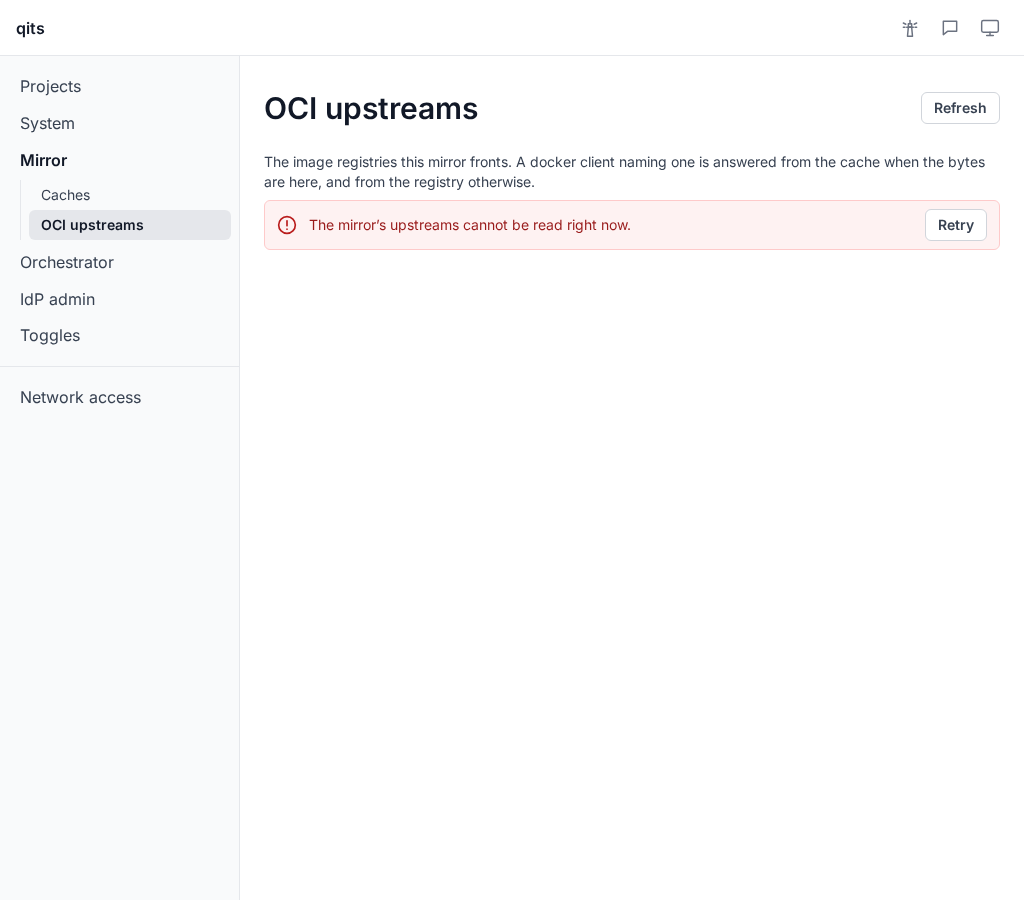 qits
Projects
System
Mirror
Caches
OCI upstreams
Orchestrator
IdP admin
Toggles
Network access
OCI upstreams
Refresh
The image registries this mirror fronts. A docker client naming one is answered from the cache when the bytes
are here, and from the registry otherwise.
The mirror’s upstreams cannot be read right now.
Retry